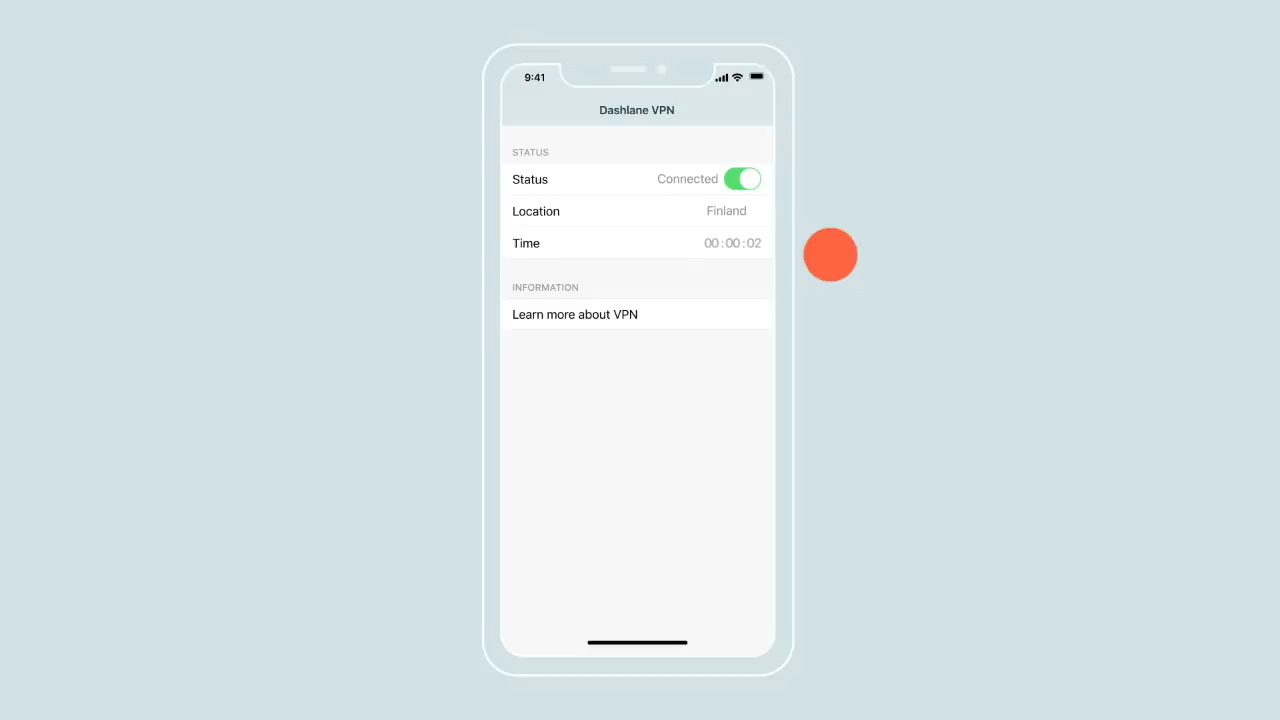 9:41
Dashlane VPN
STATUS
Status Connected
Location Finland
Time 00:00:02
INFORMATION
Learn more about VPN